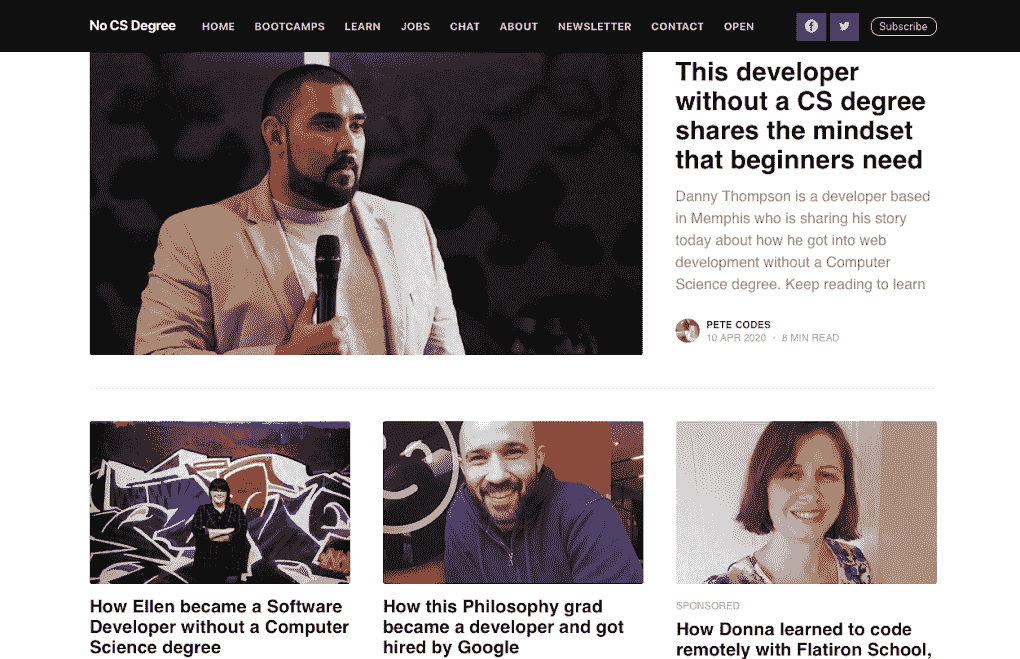 No CS Degree HOME BOOTCAMPS LEARN JOBS CHAT ABOUT NEWSLETTER CONTACT OPEN Subscribe
This developer
without a CS degree
shares the mindset
that beginners need
Danny Thompson is a developer based
in Memphis who is sharing his story
today about how he got into web
development without a Computer
Science degree. Keep reading to learn
PETE CODES
10 APR 2020 • 8 MIN READ
How Ellen became a Software
Developer without a Computer
Science degree
How this Philosophy grad
became a developer and got
hired by Google
SPONSORED
How Donna learned to code
remotely with Flatiron School,